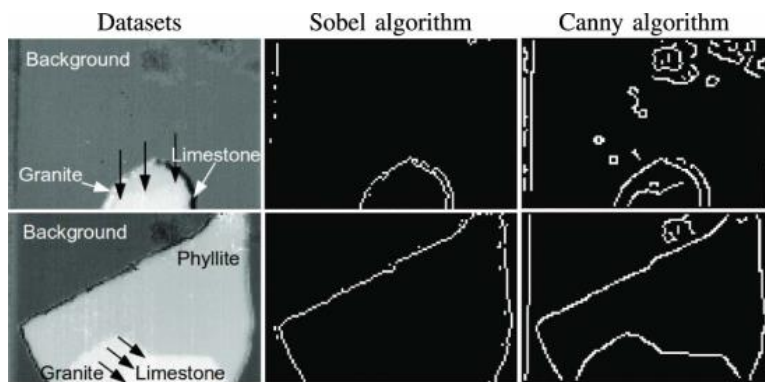 Datasets Sobel algorithm Canny algorithm
Background
Limestone
Granite
Background
Phyllite
Granite Limestone